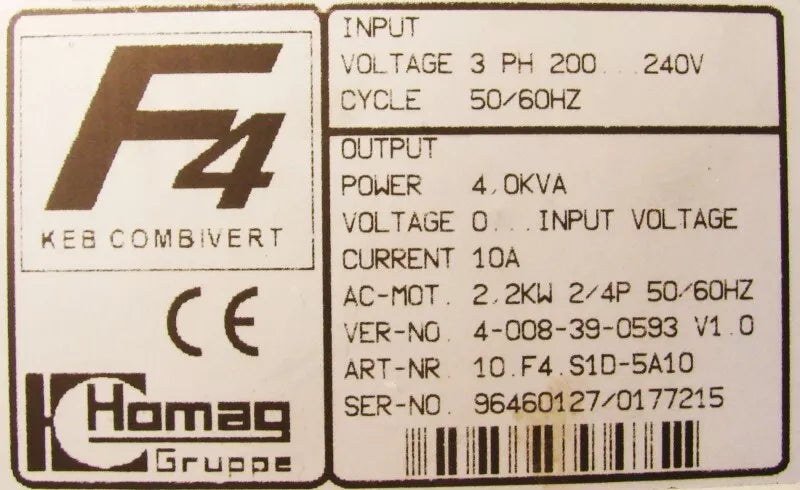 F4
KEB COMBIVERT
CE
Homag
Gruppe
INPUT
VOLTAGE 3 PH 200...240V
CYCLE 50/60HZ
OUTPUT
POWER 4,0KVA
VOLTAGE 0...INPUT VOLTAGE
CURRENT 10A
AC-MOT. 2,2KW 2/4P 50/60HZ
VER-NO. 4-008-39-0593 V1.0
ART-NR. 10.F4.S1D-5A10
SER-NO. 96460127/0177215